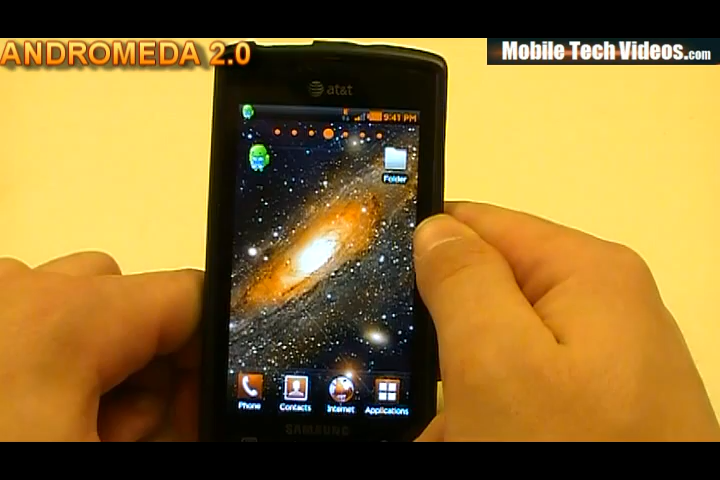 ANDROMEDA 2.0
Mobile Tech Videos.com
at&t
9:41 PM
Folder
Phone
Contacts
Internet
Applications
SAMSUNG